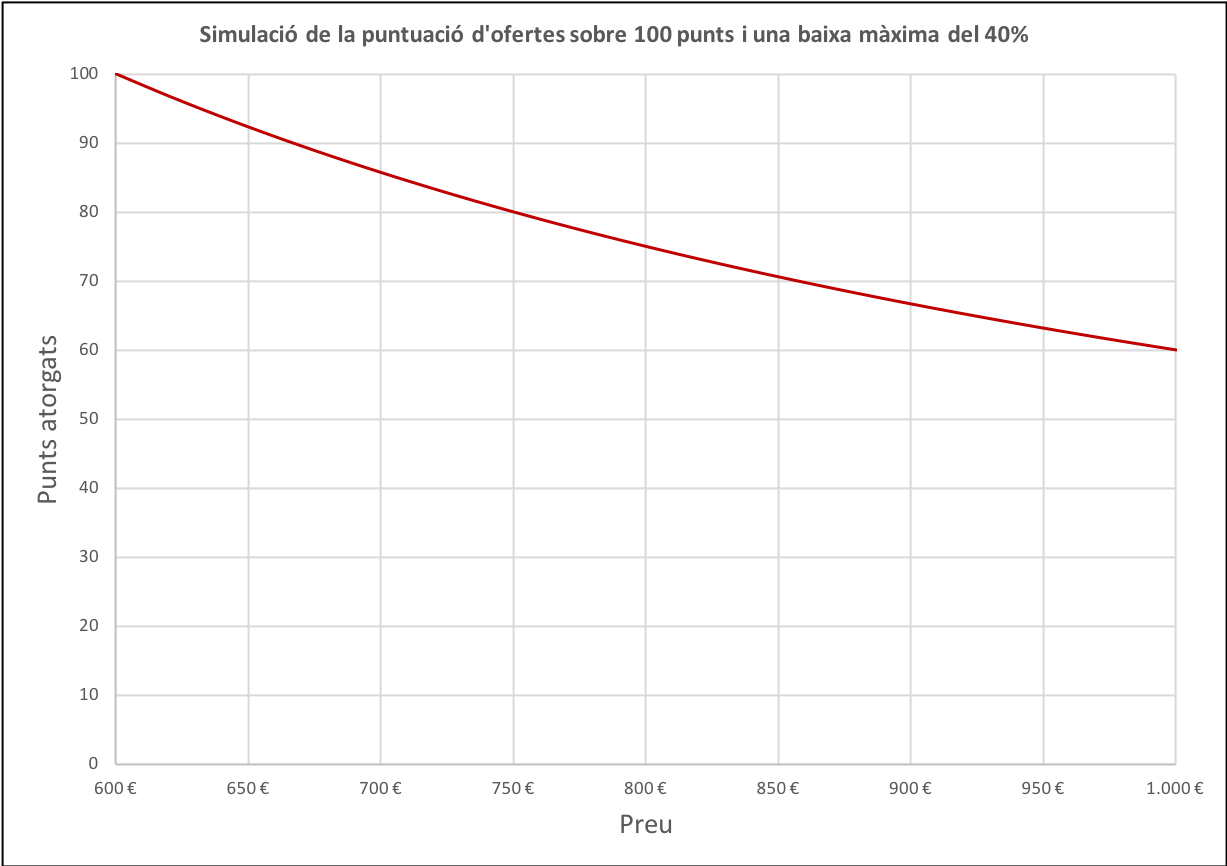 Simulació de la puntuació d'ofertes sobre 100 punts i una baixa màxima del 40%
100
90
80
70
60
50
40
30
20
10
0
Punts atorgats
600 € 650 € 700 € 750 € 800 € 850 € 900 € 950 € 1.000 €
Preu